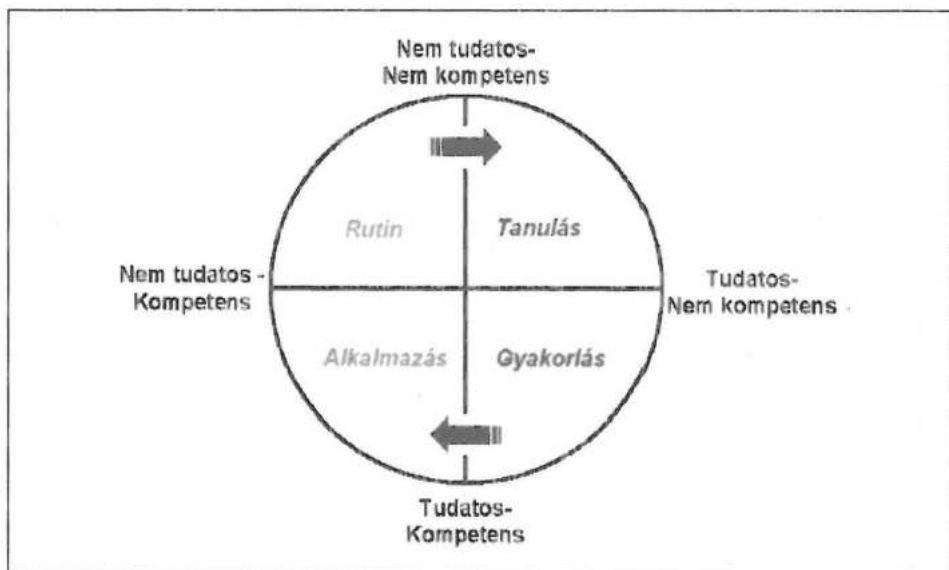 Nem tudatos-
Nem kompetens
Rutin
Tanulás
Nem tudatos -
Kompetens
Tudatos-
Nem kompetens
Alkalmazás
Gyakorlás
Tudatos-
Kompetens